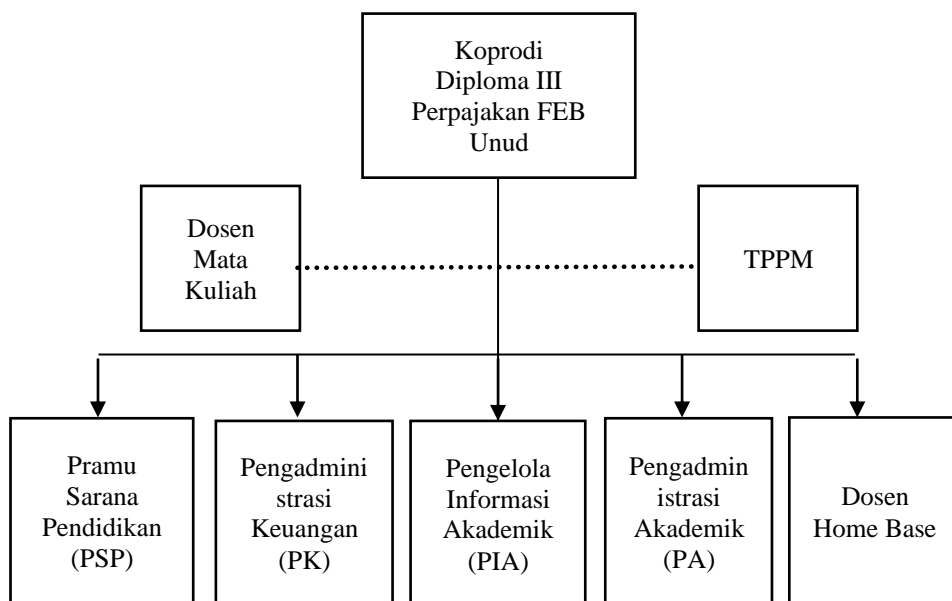 Koprodi
Diploma III
Perpajakan FEB
Unud
Dosen
Mata
Kuliah
TPPM
Pramu
Sarana
Pendidikan
(PSP)
Pengadmini
strasi
Keuangan
(PK)
Pengelola
Informasi
Akademik
(PIA)
Pengadmin
istrasi
Akademik
(PA)
Dosen
Home Base